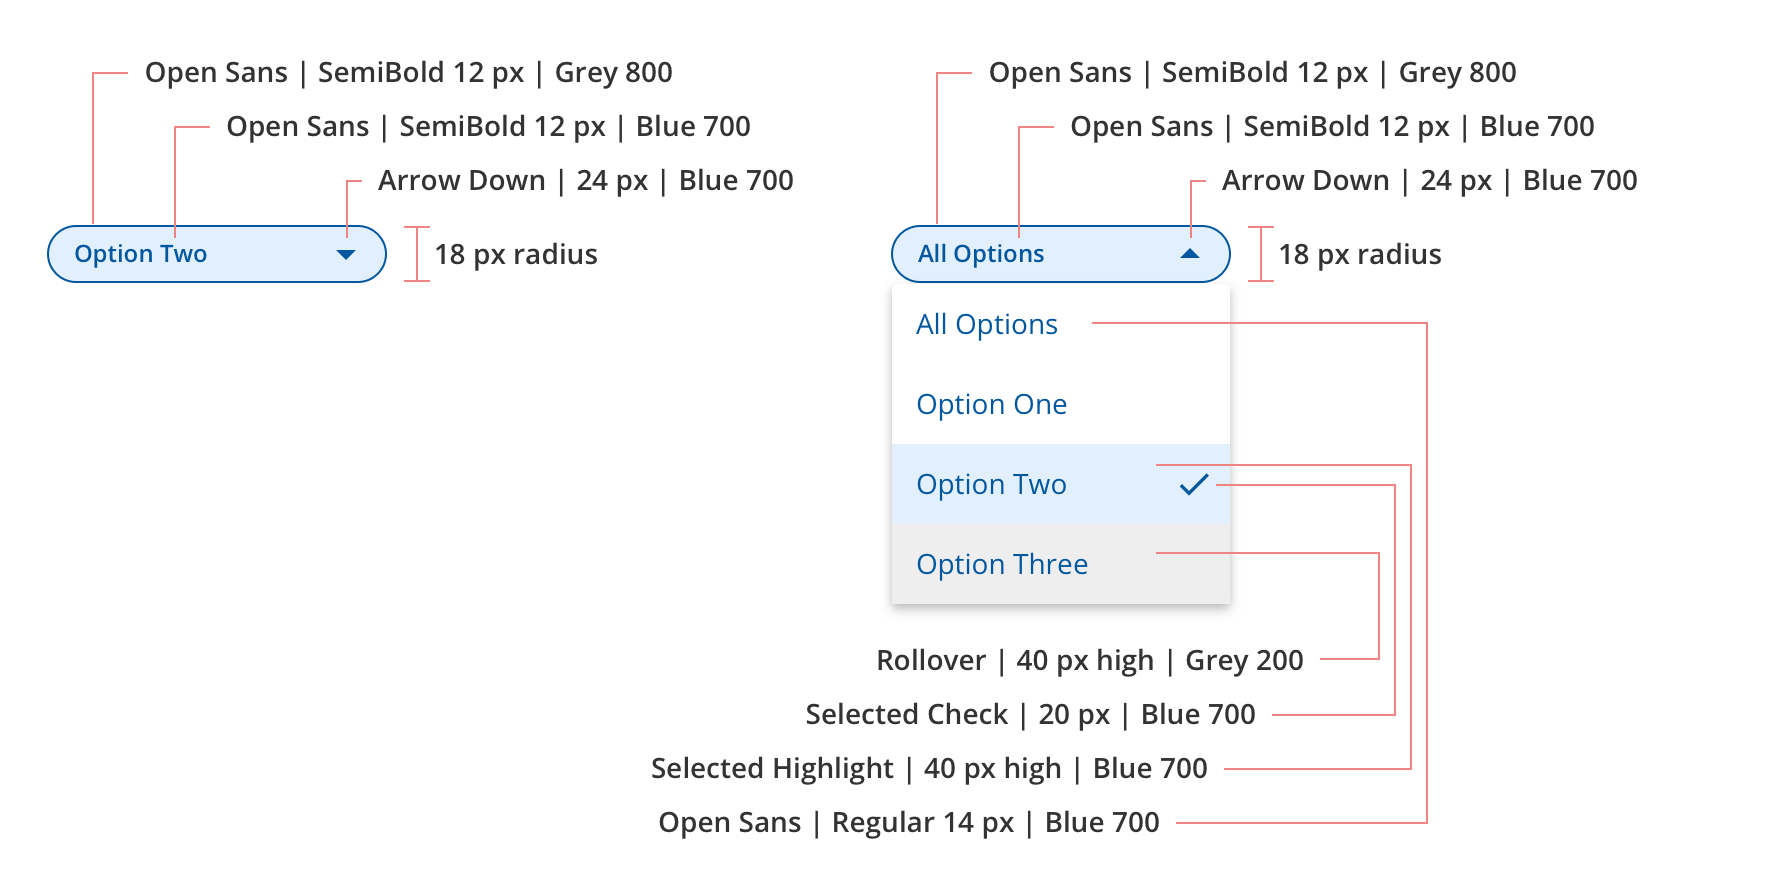 Open Sans | SemiBold 12 px | Grey 800
Open Sans | SemiBold 12 px | Blue 700
Arrow Down | 24 px | Blue 700
Option Two
18 px radius
Open Sans | SemiBold 12 px | Grey 800
Open Sans | SemiBold 12 px | Blue 700
Arrow Down | 24 px | Blue 700
All Options
18 px radius
All Options
Option One
Option Two
Option Three
Rollover | 40 px high | Grey 200
Selected Check | 20 px | Blue 700
Selected Highlight | 40 px high | Blue 700
Open Sans | Regular 14 px | Blue 700